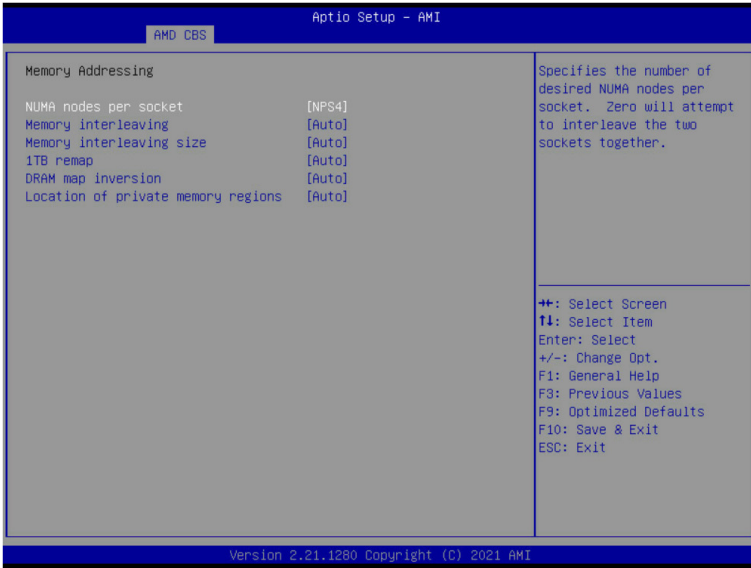 Aptio Setup – AMI
AMD CBS
Memory Addressing
NUMA nodes per socket [NPS4]
Memory interleaving [Auto]
Memory interleaving size [Auto]
1TB remap [Auto]
DRAM map inversion [Auto]
Location of private memory regions [Auto]
Specifies the number of
desired NUMA nodes per
socket. Zero will attempt
to interleave the two
sockets together.
→←: Select Screen
↑↓: Select Item
Enter: Select
+/-: Change Opt.
F1: General Help
F3: Previous Values
F9: Optimized Defaults
F10: Save & Exit
ESC: Exit
Version 2.21.1280 Copyright (C) 2021 AMI